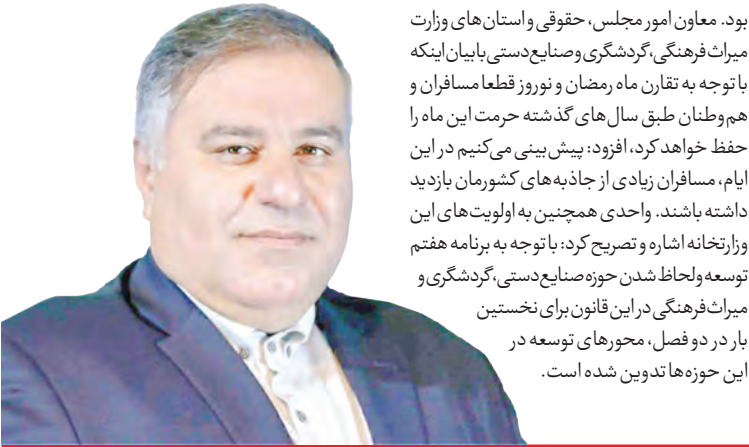 بود. معاون امور مجلس، حقوقی و استان‌های وزارت
میراث‌فرهنگی، گردشگری و صنایع‌دستی با بیان اینکه
با توجه به تقارن ماه رمضان و نوروز قطعا مسافران و
هم‌وطنان طبق سال‌های گذشته حرمت این ماه را
حفظ خواهد کرد، افزود: پیش‌بینی می‌کنیم در این
ایام، مسافران زیادی از جاذبه‌های کشورمان بازدید
داشته باشند. واحدی همچنین به اولویت‌های این
وزارتخانه اشاره و تصریح کرد: با توجه به برنامه هفتم
توسعه و لحاظ شدن حوزه صنایع‌دستی، گردشگری و
میراث‌فرهنگی در این قانون برای نخستین
بار در دو فصل، محورهای توسعه در
این حوزه‌ها تدوین شده است.